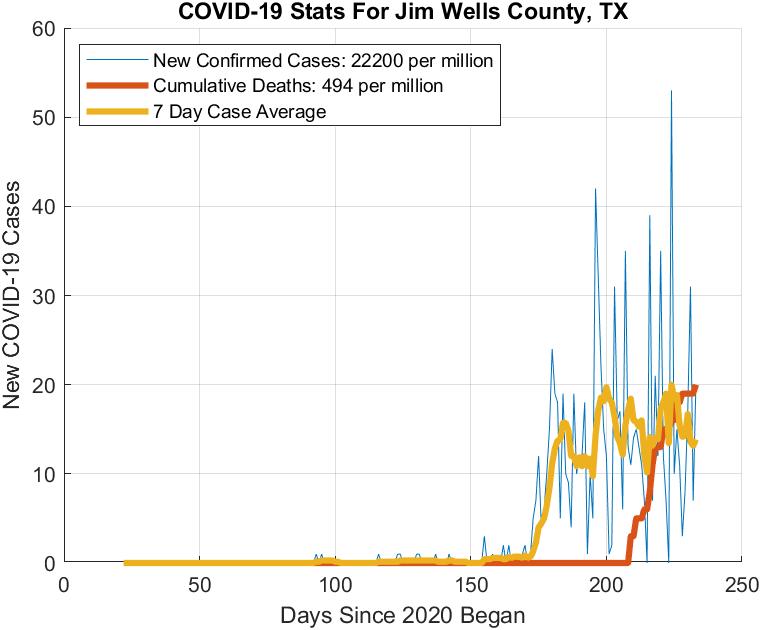 COVID-19 Stats For Jim Wells County, TX
60
New Confirmed Cases: 22200 per million
Cumulative Deaths: 494 per million
7 Day Case Average
50
40
30
20
10
0
New COVID-19 Cases
0 50 100 150 200 250
Days Since 2020 Began